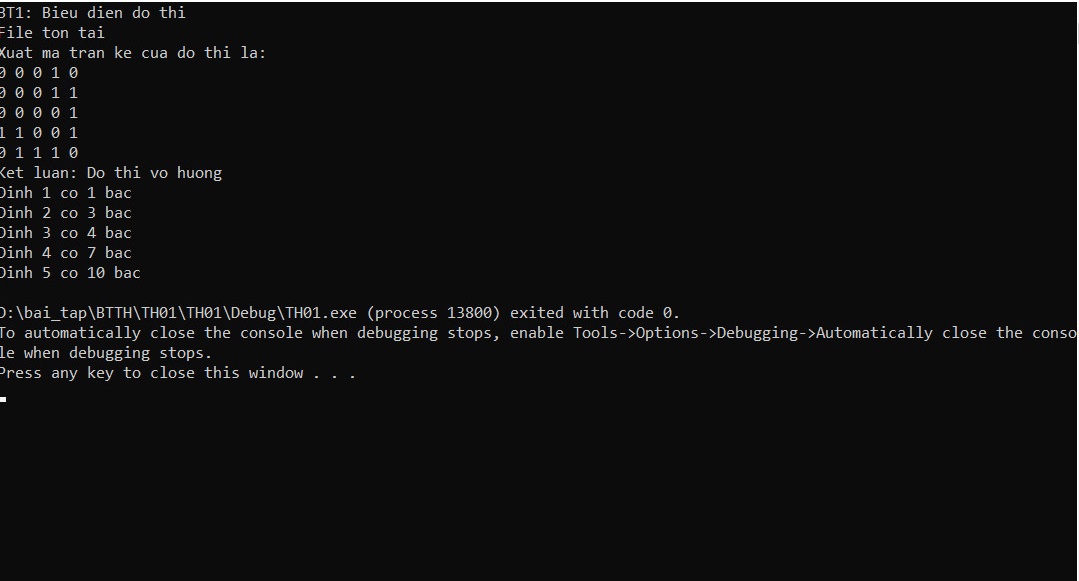 BT1: Bieu dien do thi
File ton tai
Xuat ma tran ke cua do thi la:
0 0 0 1 0
0 0 0 1 1
0 0 0 0 1
1 1 0 0 1
0 1 1 1 0
Ket luan: Do thi vo huong
Dinh 1 co 1 bac
Dinh 2 co 3 bac
Dinh 3 co 4 bac
Dinh 4 co 7 bac
Dinh 5 co 10 bac
D:\bai_tap\BTTH\TH01\TH01\Debug\TH01.exe (process 13800) exited with code 0.
To automatically close the console when debugging stops, enable Tools->Options->Debugging->Automatically close the conso
le when debugging stops.
Press any key to close this window . . .